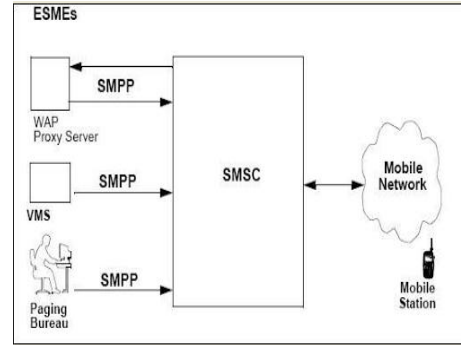 ESMEs
SMPP
WAP
Proxy Server
SMPP
VMS
SMPP
Paging
Bureau
SMSC
Mobile
Network
Mobile
Station